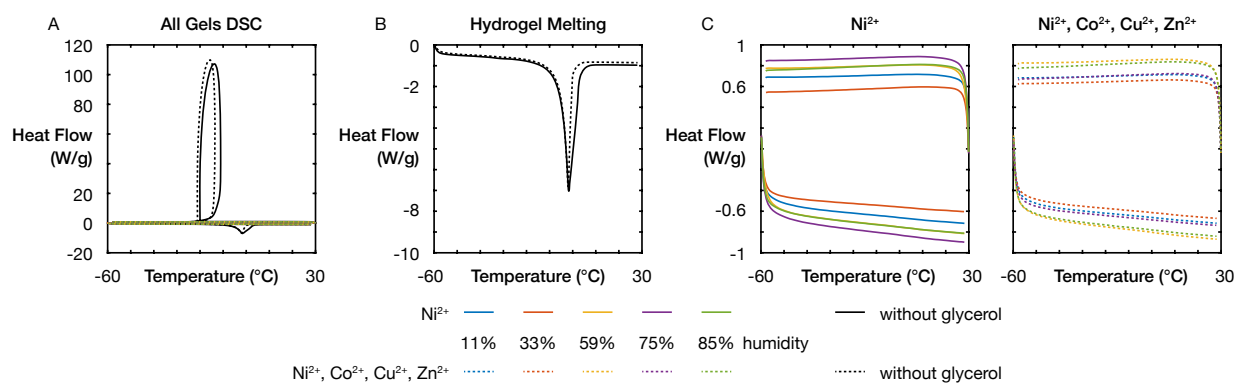 A All Gels DSC
120
100
80
60
Heat Flow
(W/g)
20
0
-20
-60 Temperature (°C) 30
B Hydrogel Melting
0
-2
Heat Flow
(W/g)
-8
-10
-60 Temperature (°C) 30
C Ni²⁺
1
0.6
Heat Flow
(W/g)
-0.6
-1
-60 Temperature (°C) 30
Ni²⁺, Co²⁺, Cu²⁺, Zn²⁺
-60 Temperature (°C) 30
Ni²⁺ without glycerol
11% 33% 59% 75% 85% humidity
Ni²⁺, Co²⁺, Cu²⁺, Zn²⁺ without glycerol